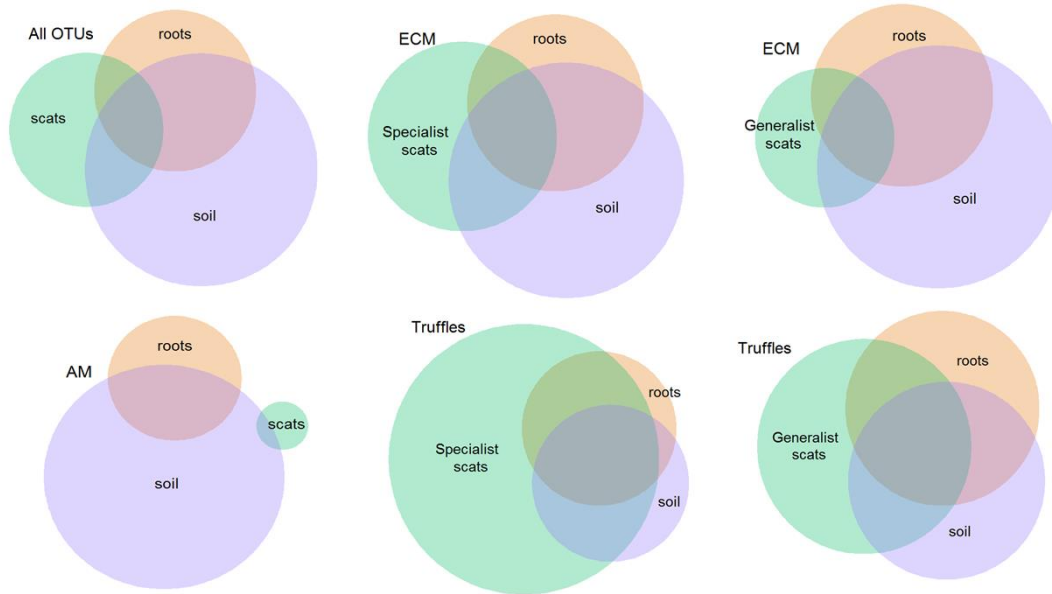 All OTUs
roots
scats
soil
ECM
roots
Specialist
scats
soil
ECM
roots
Generalist
scats
soil
AM
roots
scats
soil
Truffles
roots
Specialist
scats
soil
Truffles
roots
Generalist
scats
soil